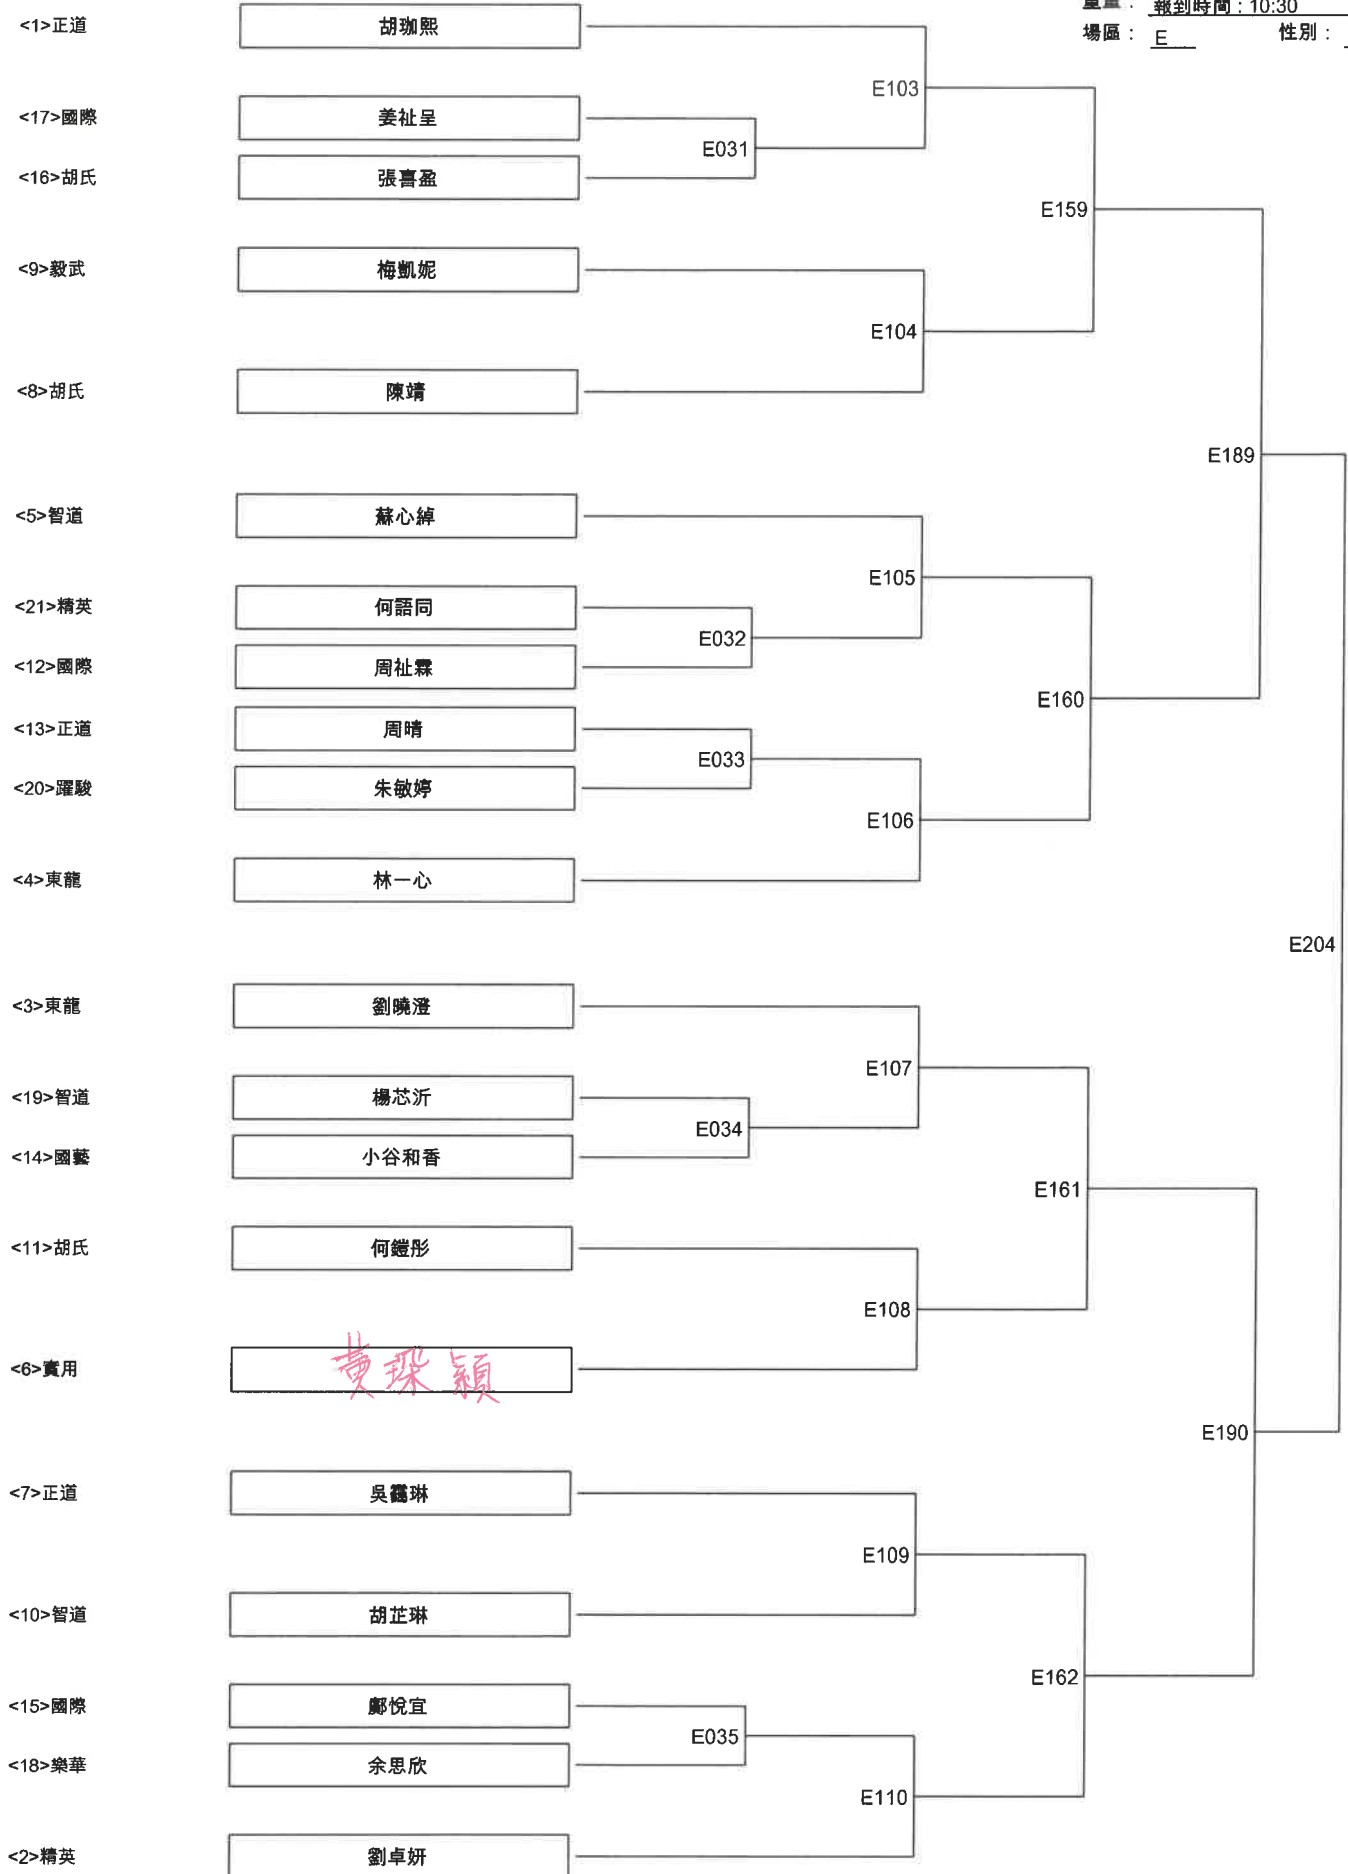 重量： 報到時間：10:30
場區： E 性別：
<1>正道 胡珈熙
E103
<17>國際 姜祉呈
E031
<16>胡氏 張喜盈
E159
<9>毅武 梅凱妮
E104
<8>胡氏 陳靖
E189
<5>智道 蘇心綽
E105
<21>精英 何語同
E032
<12>國際 周祉霖
E160
<13>正道 周晴
E033
<20>躍駿 朱敏婷
E106
<4>東龍 林一心
E204
<3>東龍 劉曉澄
E107
<19>智道 楊芯沂
E034
<14>國藝 小谷和香
E161
<11>胡氏 何鎧彤
E108
<6>實用 黄琛穎
E190
<7>正道 吳靄琳
E109
<10>智道 胡芷琳
E162
<15>國際 鄺悅宜
E035
<18>樂華 余思欣
E110
<2>精英 劉卓妍